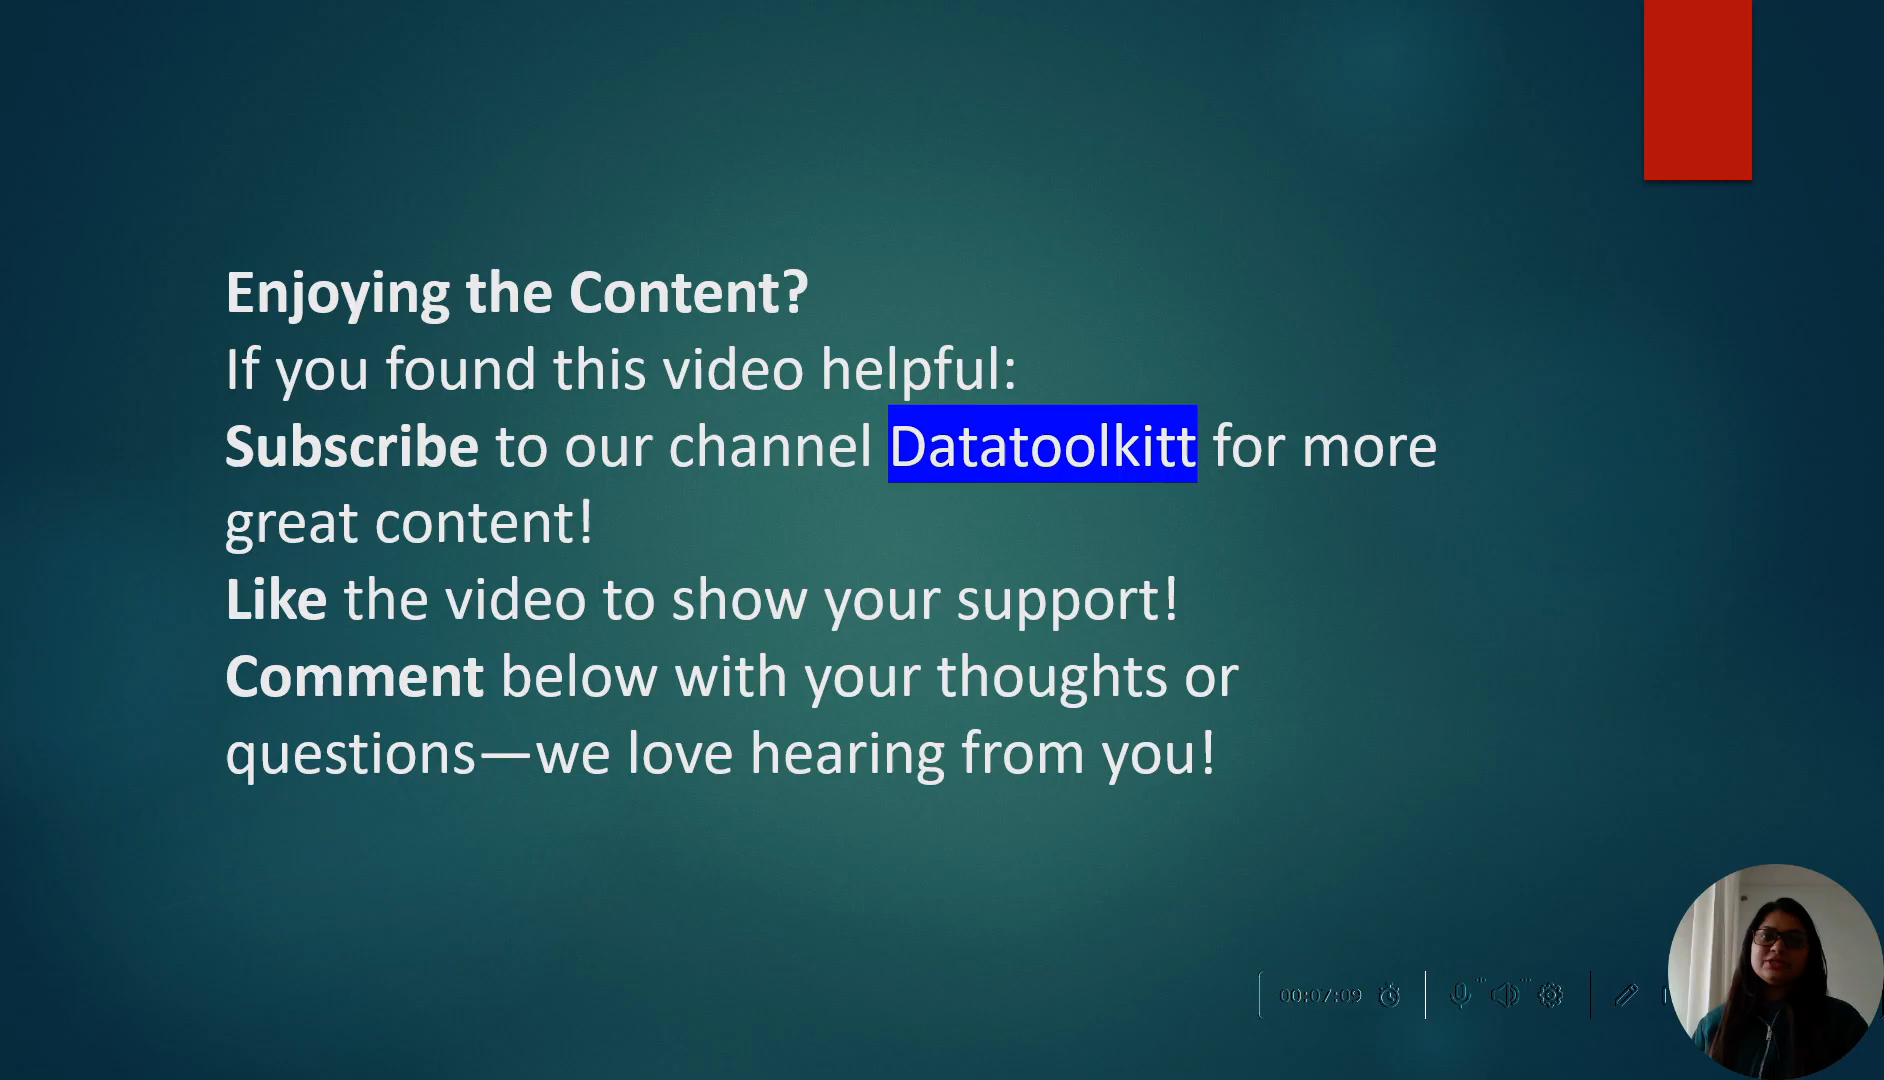 Enjoying the Content?
If you found this video helpful:
Subscribe to our channel Datatoolkitt for more
great content!
Like the video to show your support!
Comment below with your thoughts or
questions—we love hearing from you!
00:07:09